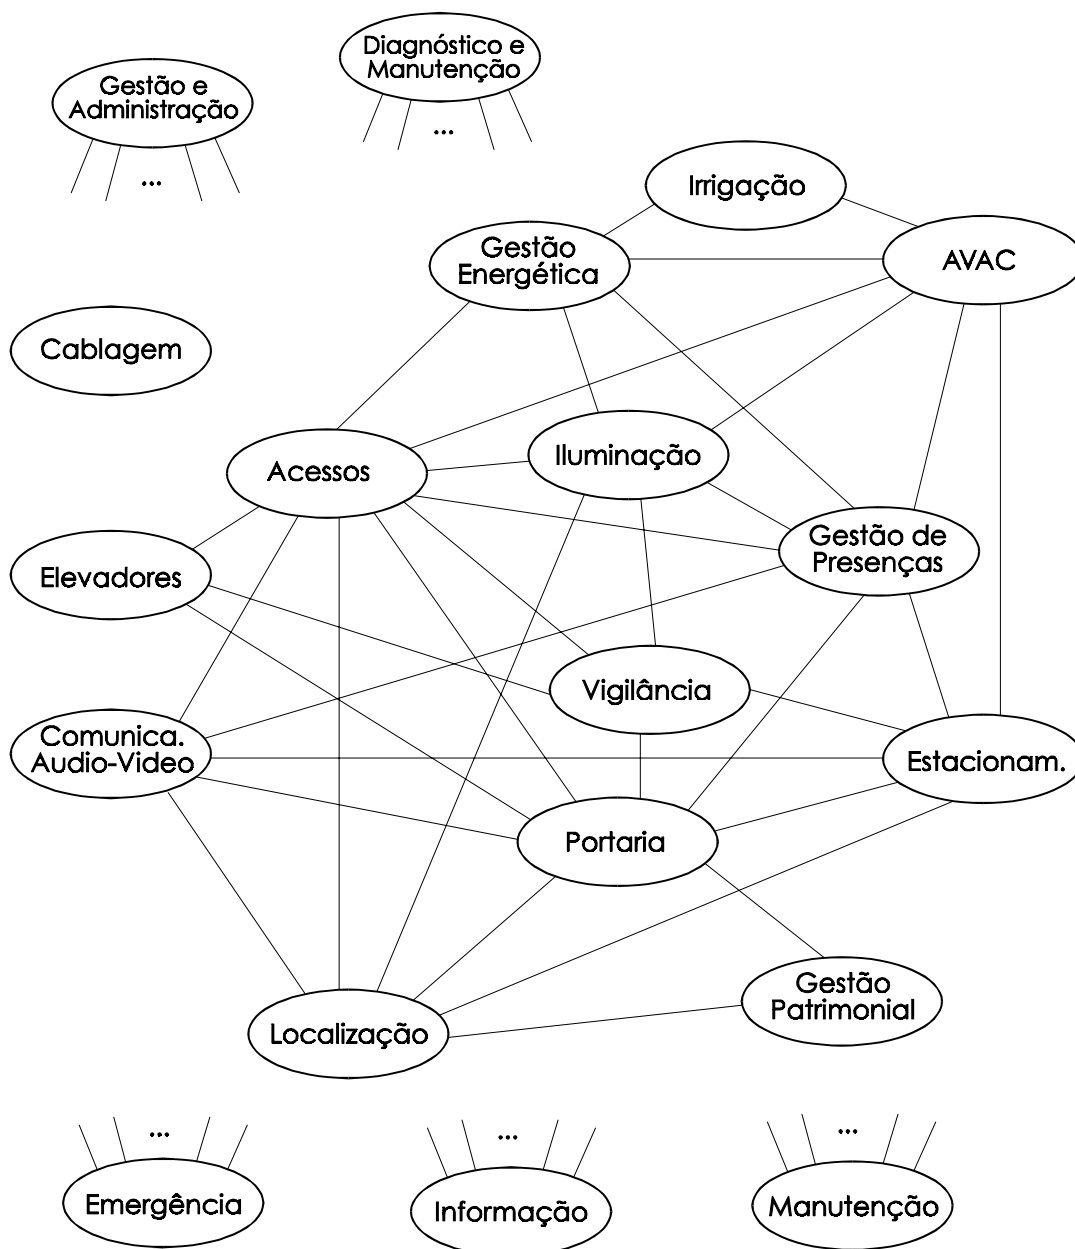 Diagnóstico e
Manutenção
...
Gestão e
Administração
...
Irrigação
Gestão
Energética
AVAC
Cablagem
Acessos
Iluminação
Gestão de
Presenças
Elevadores
Vigilância
Comunica.
Audio-Video
Estacionam.
Portaria
Gestão
Patrimonial
Localização
...
Emergência
...
Informação
...
Manutenção